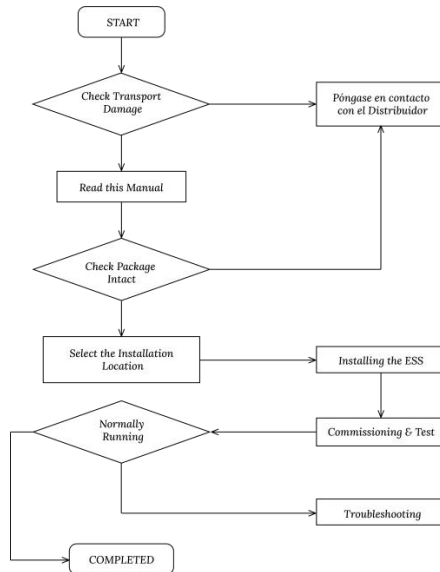 START
Check Transport
Damage
Póngase en contacto
con el Distribuidor
Read this Manual
Check Package
Intact
Select the Installation
Location
Installing the ESS
Normally
Running
Commissioning & Test
Troubleshooting
COMPLETED